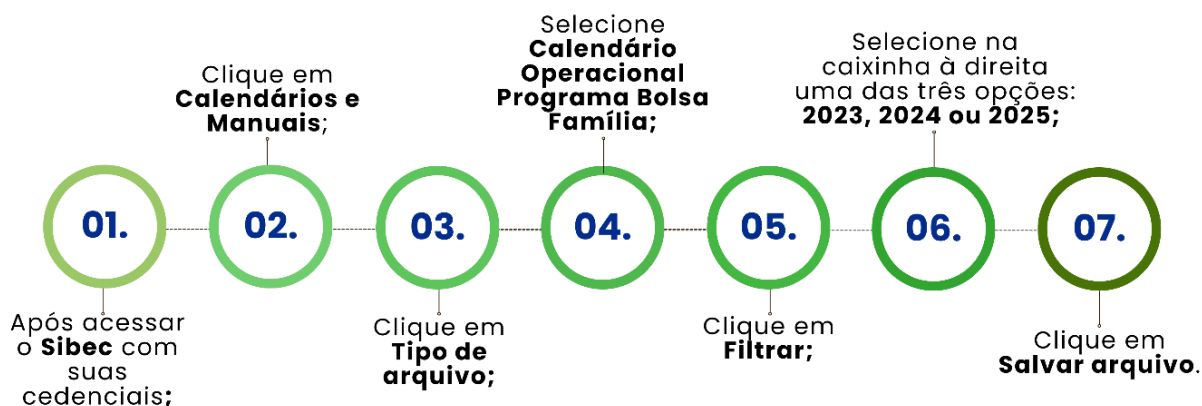 01.
Após acessar
o Sibec com
suas
cedenciais;
02.
Clique em
Calendários e
Manuais;
03.
Clique em
Tipo de
arquivo;
04.
Selecione
Calendário
Operacional
Programa Bolsa
Família;
05.
Clique em
Filtrar;
06.
Selecione na
caixinha à direita
uma das três opções:
2023, 2024 ou 2025;
07.
Clique em
Salvar arquivo.